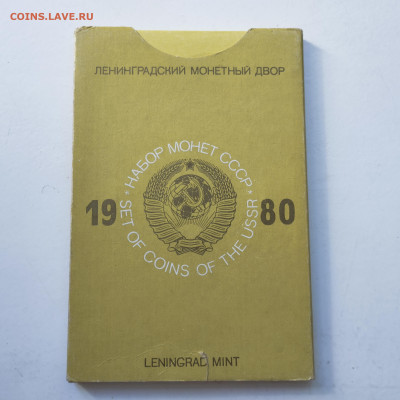 COINS.LAVE.RU
ЛЕНИНГРАДСКИЙ МОНЕТНЫЙ ДВОР
НАБОР МОНЕТ СССР
19 80
SET OF COINS OF THE USSR
LENINGRAD MINT